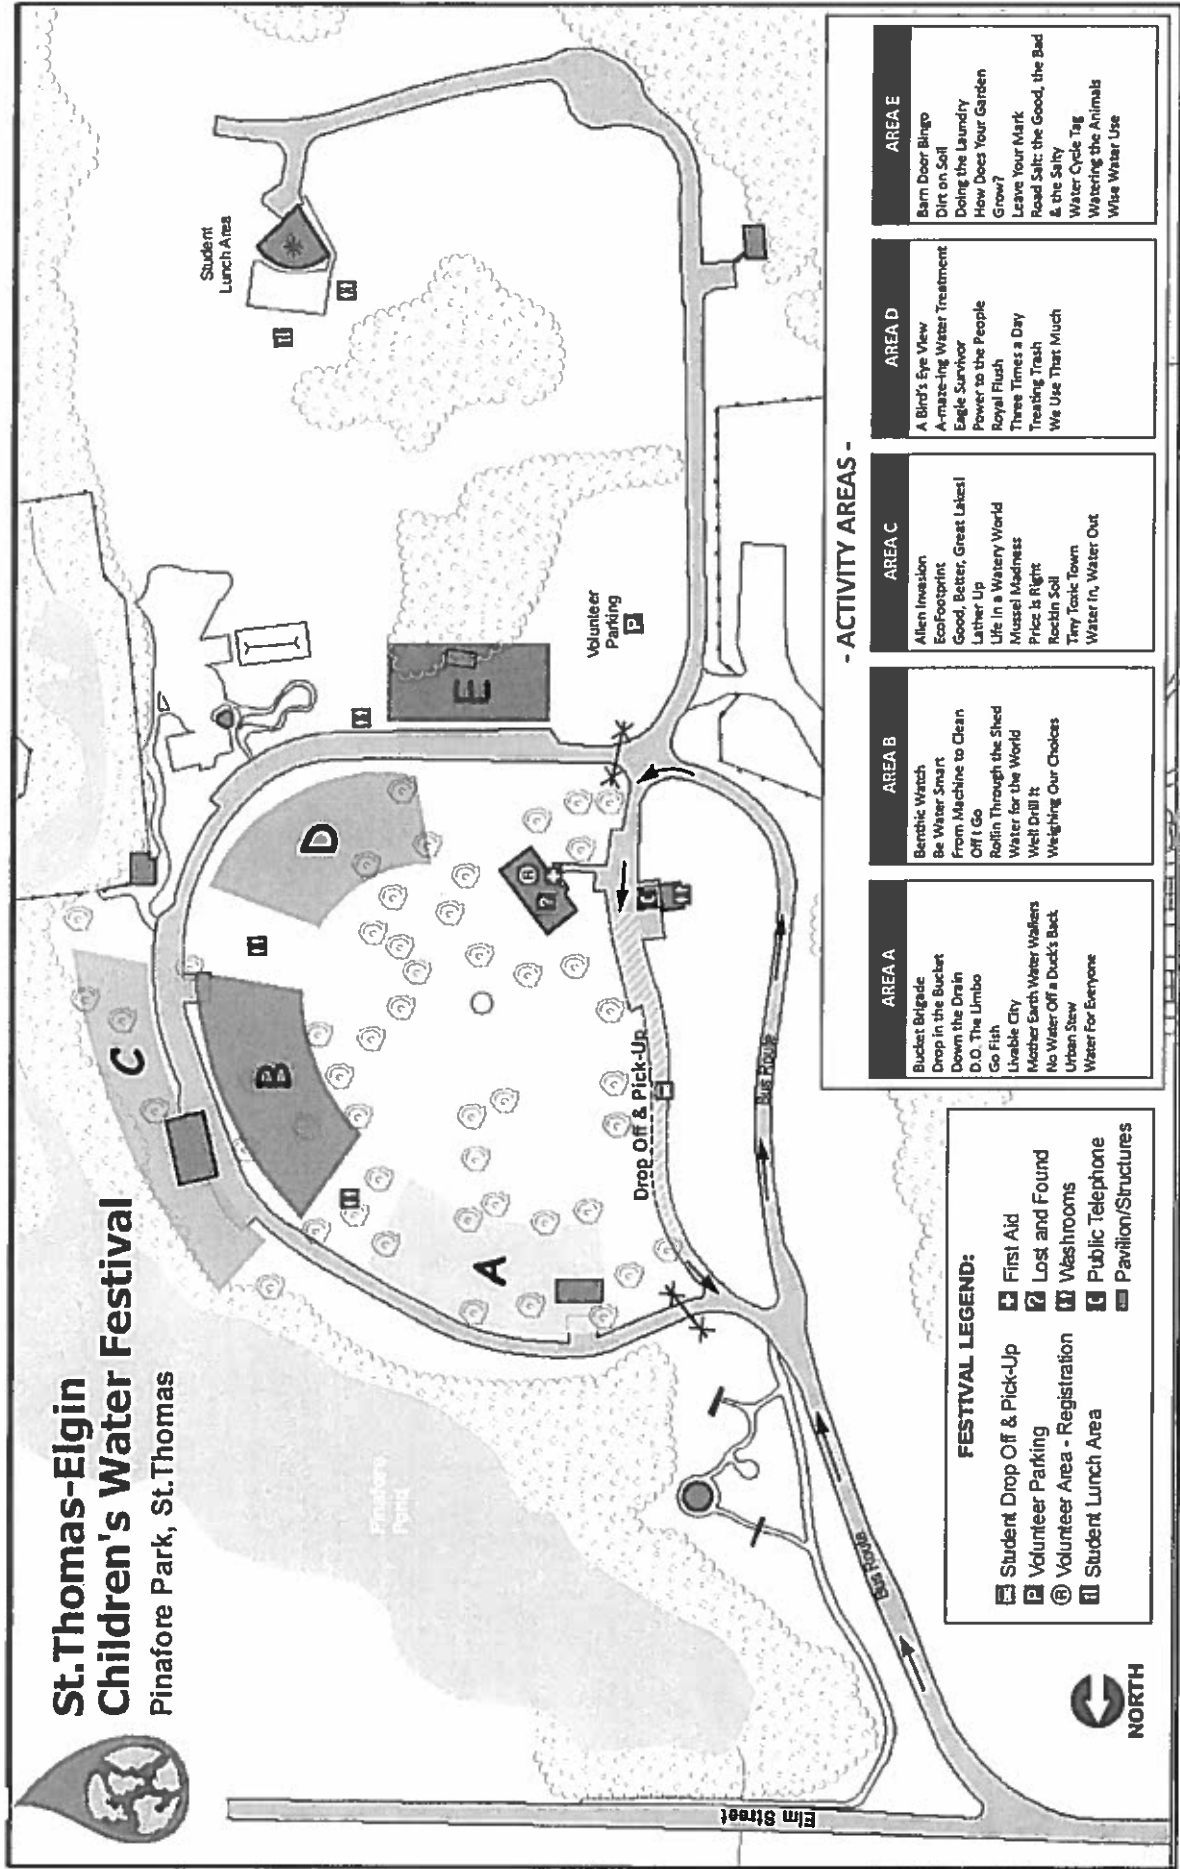 St.Thomas-Elgin
Children's Water Festival
Pinafore Park, St.Thomas
Student
Lunch Area
C
B
D
A
E
R
?
Volunteer
Parking
P
Drop Off & Pick-Up
Pinafore
Pond
Bus Route
Bus Route
Elm Street
NORTH
FESTIVAL LEGEND:
Student Drop Off & Pick-Up
P Volunteer Parking
R Volunteer Area - Registration
Student Lunch Area
First Aid
? Lost and Found
Washrooms
Public Telephone
Pavilion/Structures
- ACTIVITY AREAS -
AREA A
Bucket Brigade
Drop in the Bucket
Down the Drain
D.O. The Limbo
Go Fish
Livable City
Mother Earth Water Walkers
No Water Off a Duck's Back
Urban Stew
Water For Everyone
AREA B
Benthic Watch
Be Water Smart
From Machine to Clean
Off I Go
Rollin Through the Shed
Water for the World
Well Drill It
Weighing Our Choices
AREA C
Alien Invasion
EcoFootprint
Good, Better, Great Lakes!
Lather Up
Life in a Watery World
Mussel Madness
Price is Right
Rockin Soil
Tiny Toxic Town
Water In, Water Out
AREA D
A Bird's Eye View
A-maze-ing Water Treatment
Eagle Survivor
Power to the People
Royal Flush
Three Times a Day
Treating Trash
We Use That Much
AREA E
Barn Door Bingo
Dirt on Soil
Doing the Laundry
How Does Your Garden
Grow?
Leave Your Mark
Road Salt: the Good, the Bad
& the Salty
Water Cycle Tag
Watering the Animals
Wise Water Use